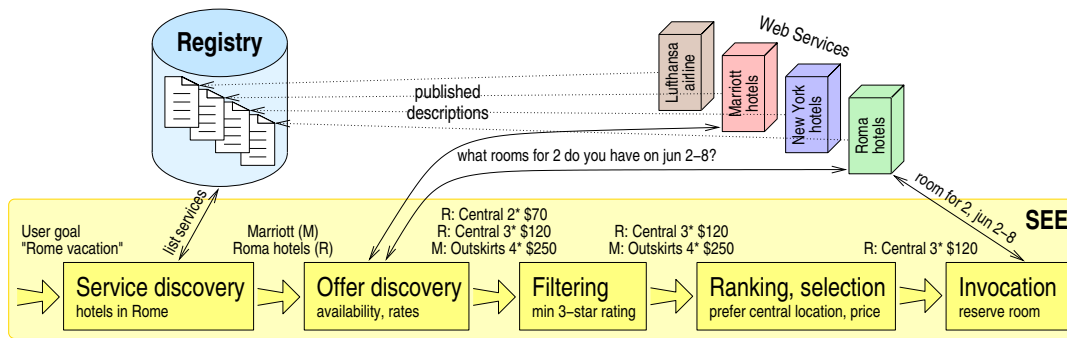 Registry
Web Services
Lufthansa
airline
Marriott
hotels
New York
hotels
Roma
hotels
published
descriptions
what rooms for 2 do you have on jun 2–8?
list services
room for 2, jun 2–8
SEE
User goal
"Rome vacation"
Marriott (M)
Roma hotels (R)
R: Central 2* $70
R: Central 3* $120
M: Outskirts 4* $250
R: Central 3* $120
M: Outskirts 4* $250
R: Central 3* $120
Service discovery
hotels in Rome
Offer discovery
availability, rates
Filtering
min 3–star rating
Ranking, selection
prefer central location, price
Invocation
reserve room